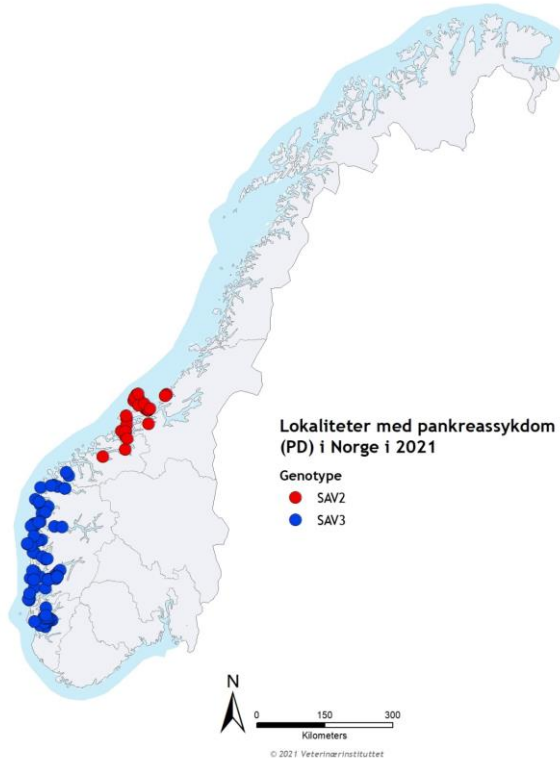 Lokaliteter med pankreassykdom
(PD) i Norge i 2021
Genotype
SAV2
SAV3
N
0 150 300
Kilometers
© 2021 Veterinærinstituttet